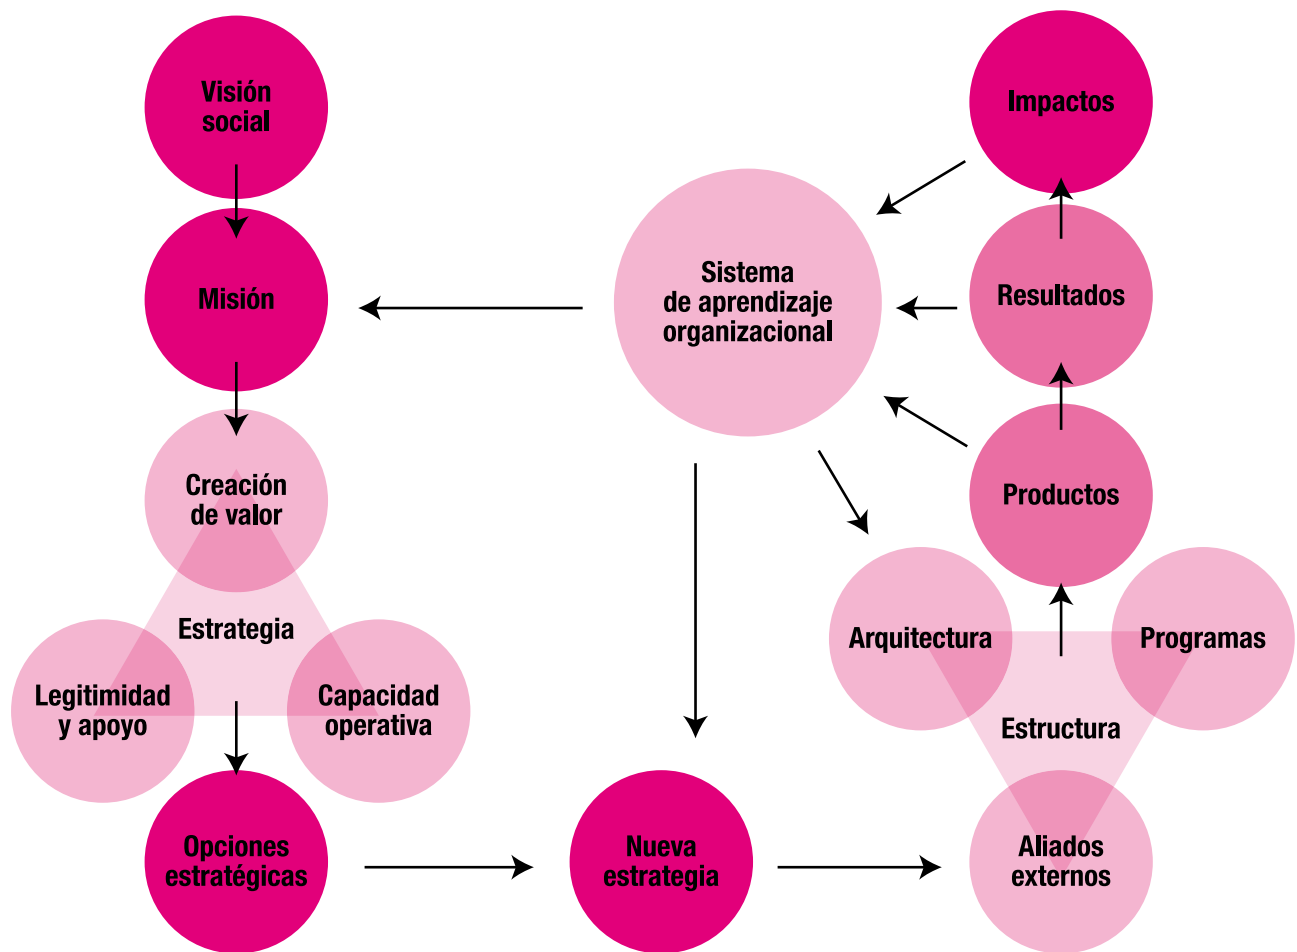 Visión
social
Misión
Creación
de valor
Estrategia
Legitimidad
y apoyo
Capacidad
operativa
Opciones
estratégicas
Nueva
estrategia
Sistema
de aprendizaje
organizacional
Impactos
Resultados
Productos
Arquitectura
Programas
Estructura
Aliados
externos